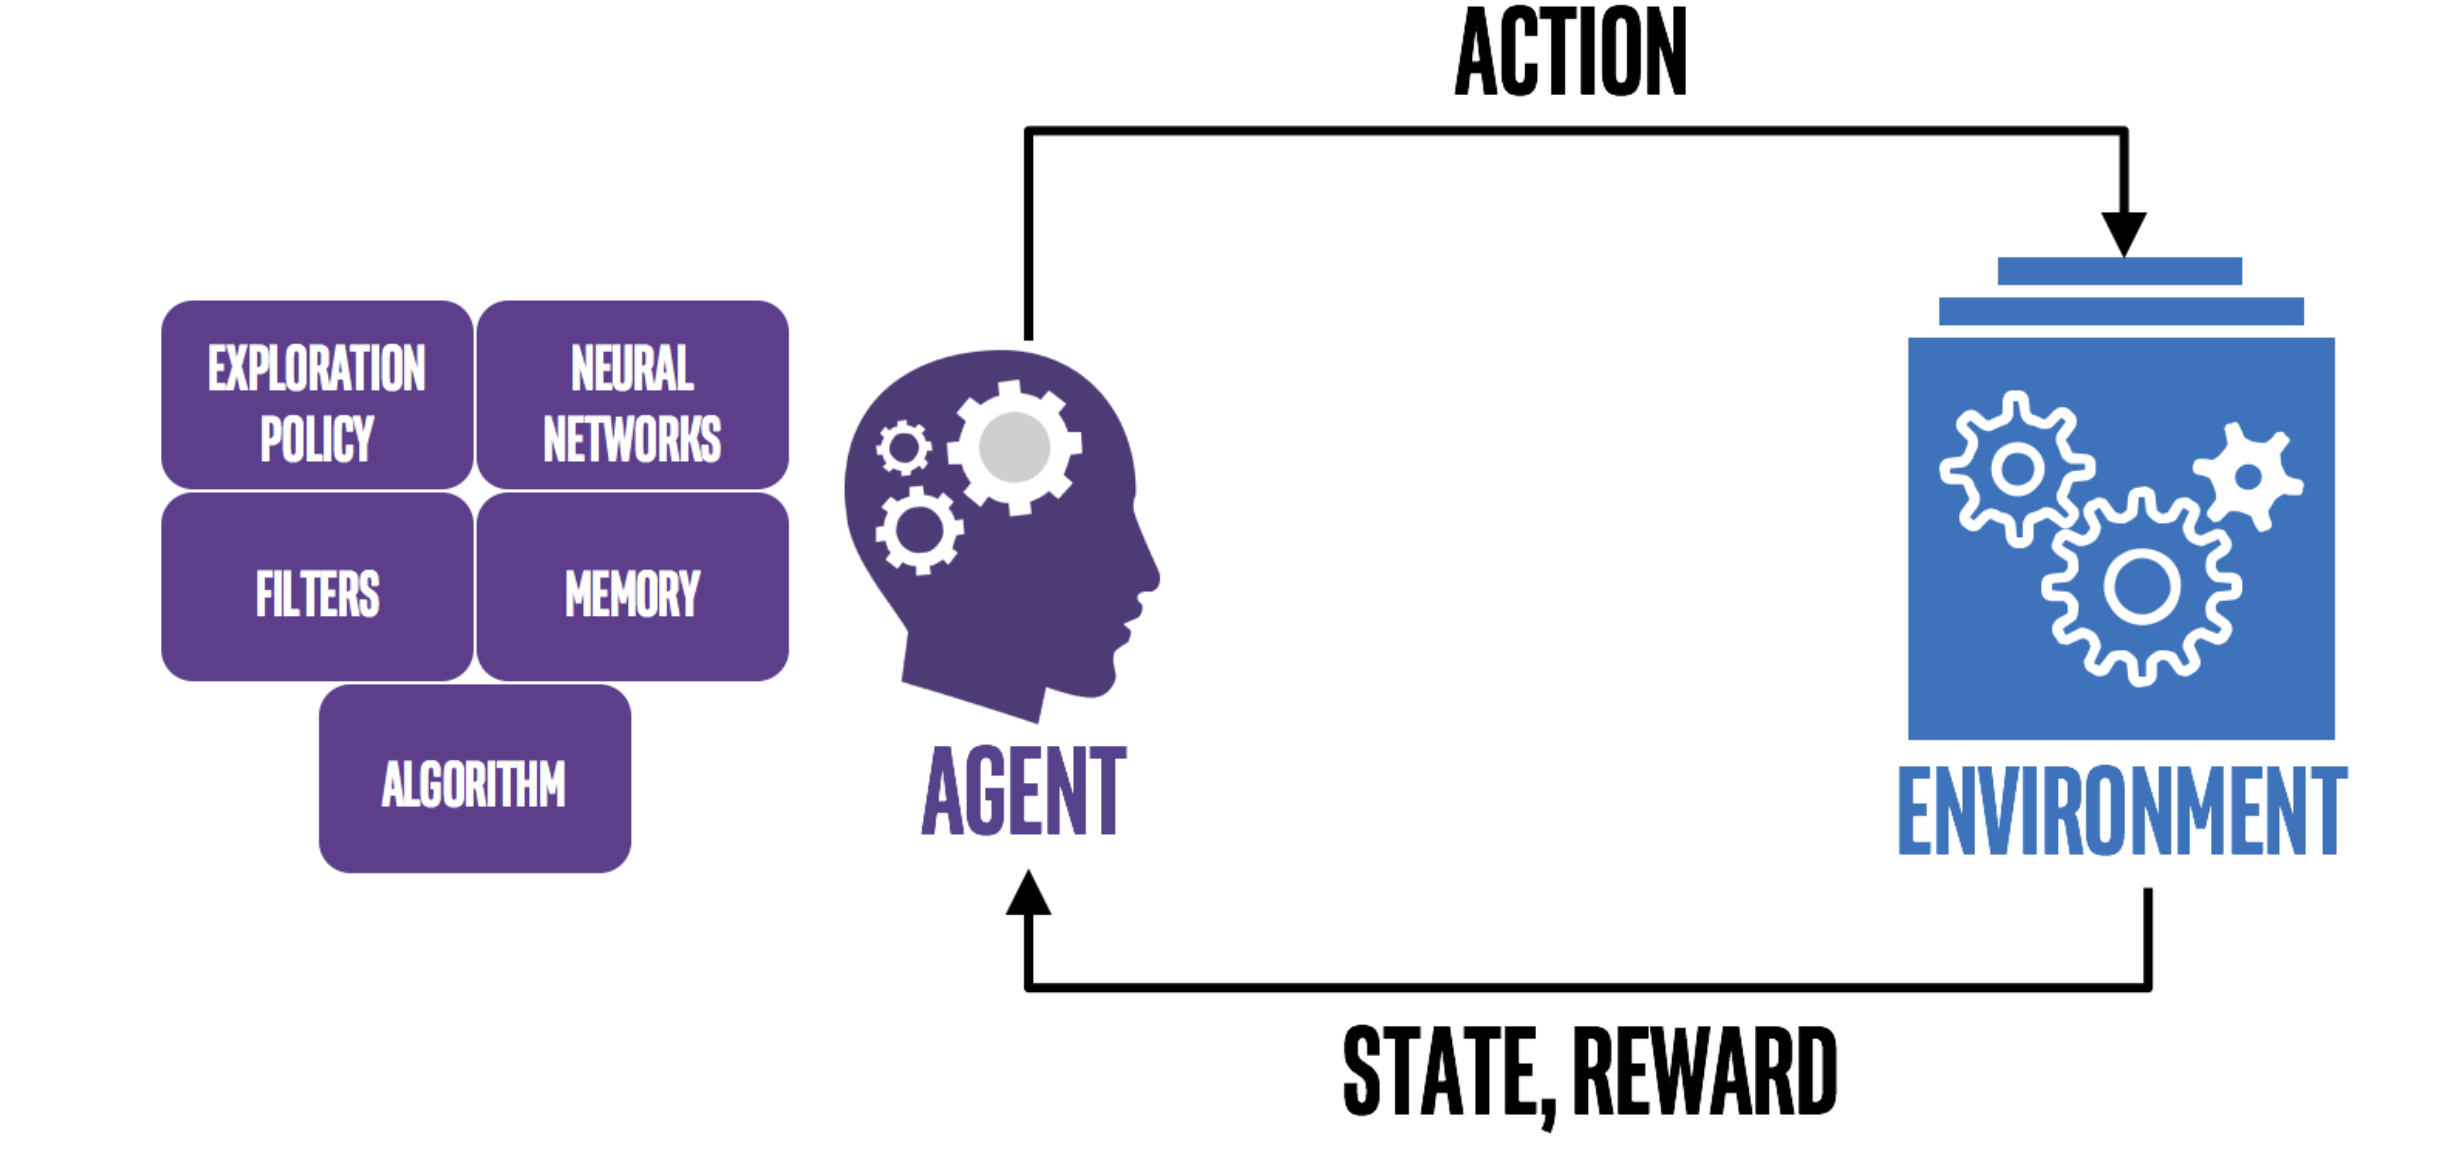 ACTION
EXPLORATION
POLICY
NEURAL
NETWORKS
FILTERS
MEMORY
ALGORITHM
AGENT
ENVIRONMENT
STATE, REWARD